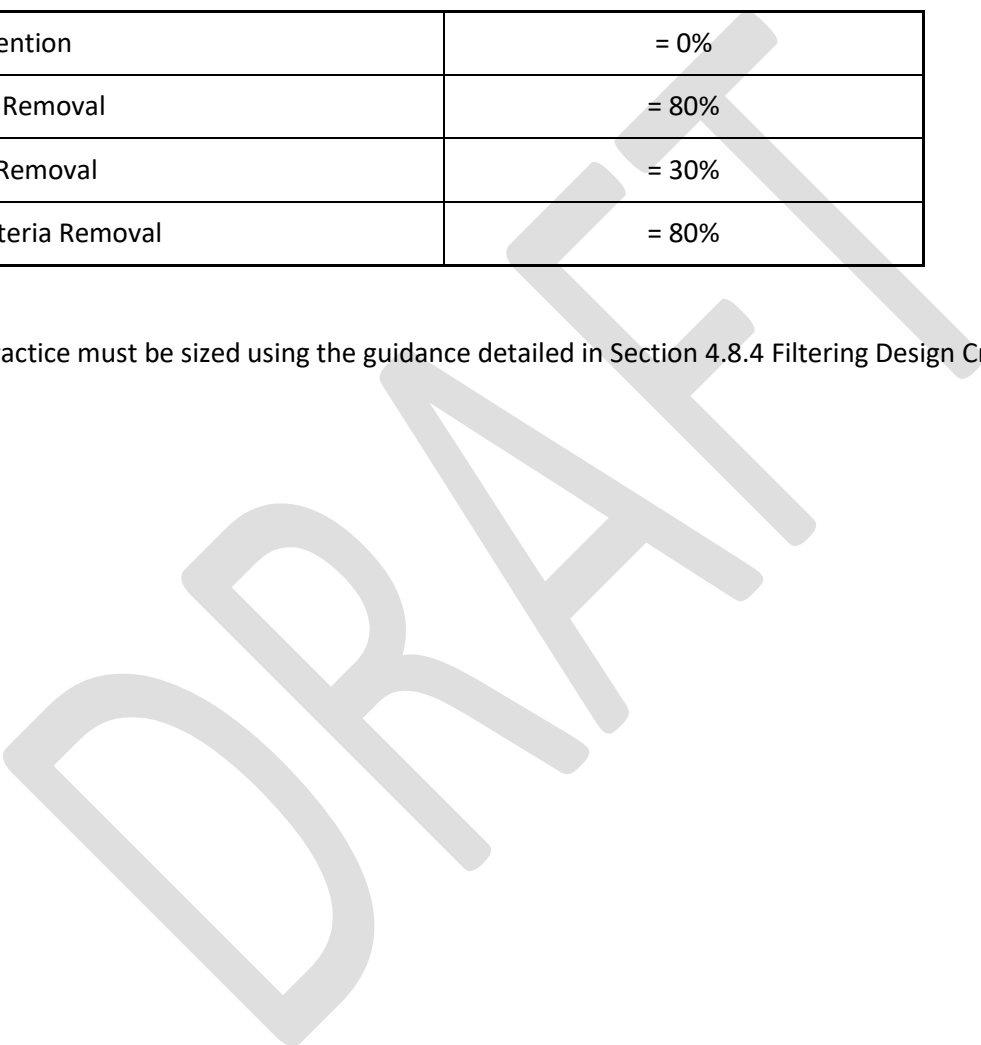 ention = 0%
Removal = 80%
Removal = 30%
teria Removal = 80%
ractice must be sized using the guidance detailed in Section 4.8.4 Filtering Design Cr
DRAFT